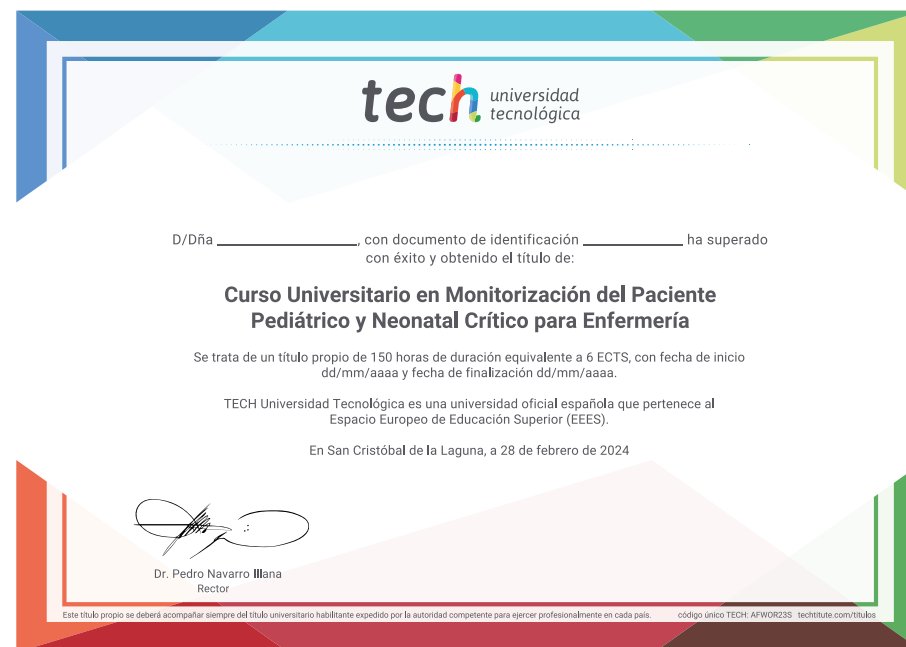 tech universidad
tecnológica
D/Dña ____________________, con documento de identificación ______________ ha superado
con éxito y obtenido el título de:
Curso Universitario en Monitorización del Paciente
Pediátrico y Neonatal Crítico para Enfermería
Se trata de un título propio de 150 horas de duración equivalente a 6 ECTS, con fecha de inicio
dd/mm/aaaa y fecha de finalización dd/mm/aaaa.
TECH Universidad Tecnológica es una universidad oficial española que pertenece al
Espacio Europeo de Educación Superior (EEES).
En San Cristóbal de la Laguna, a 28 de febrero de 2024
Dr. Pedro Navarro Illana
Rector
Este título propio se deberá acompañar siempre del título universitario habilitante expedido por la autoridad competente para ejercer profesionalmente en cada país. código único TECH: AFWOR23S techtitute.com/titulos